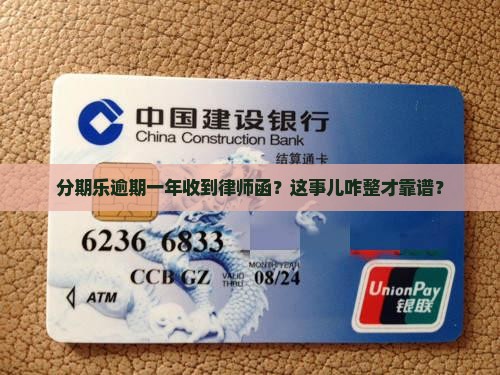 中国建设银行
China Construction Bank
结算通卡
分期乐逾期一年收到律师函？这事儿咋整才靠谱？
6236 6833
MONTH/YEAR
CCB GZ VALID THRU 08/24
ATM
UnionPay
银联